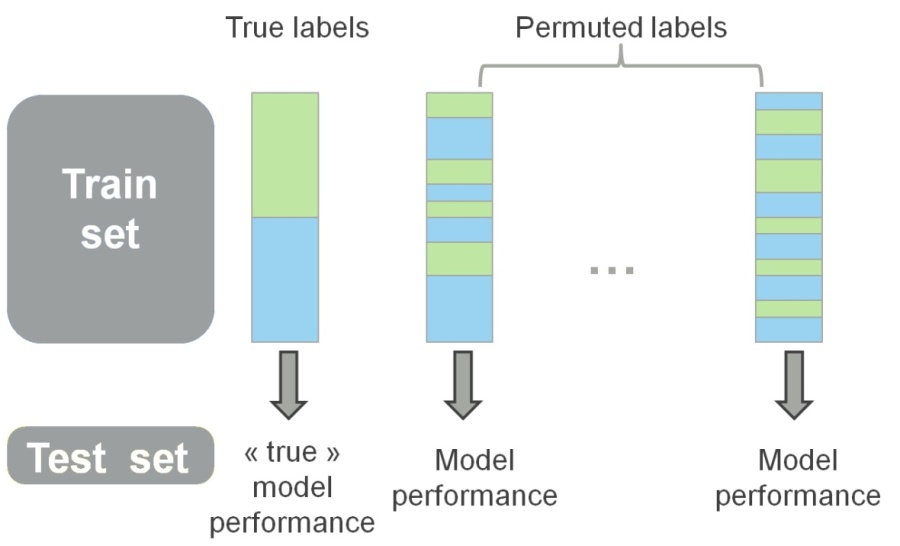 True labels
Permuted labels
Train
set
...
Test set
« true »
model
performance
Model
performance
Model
performance